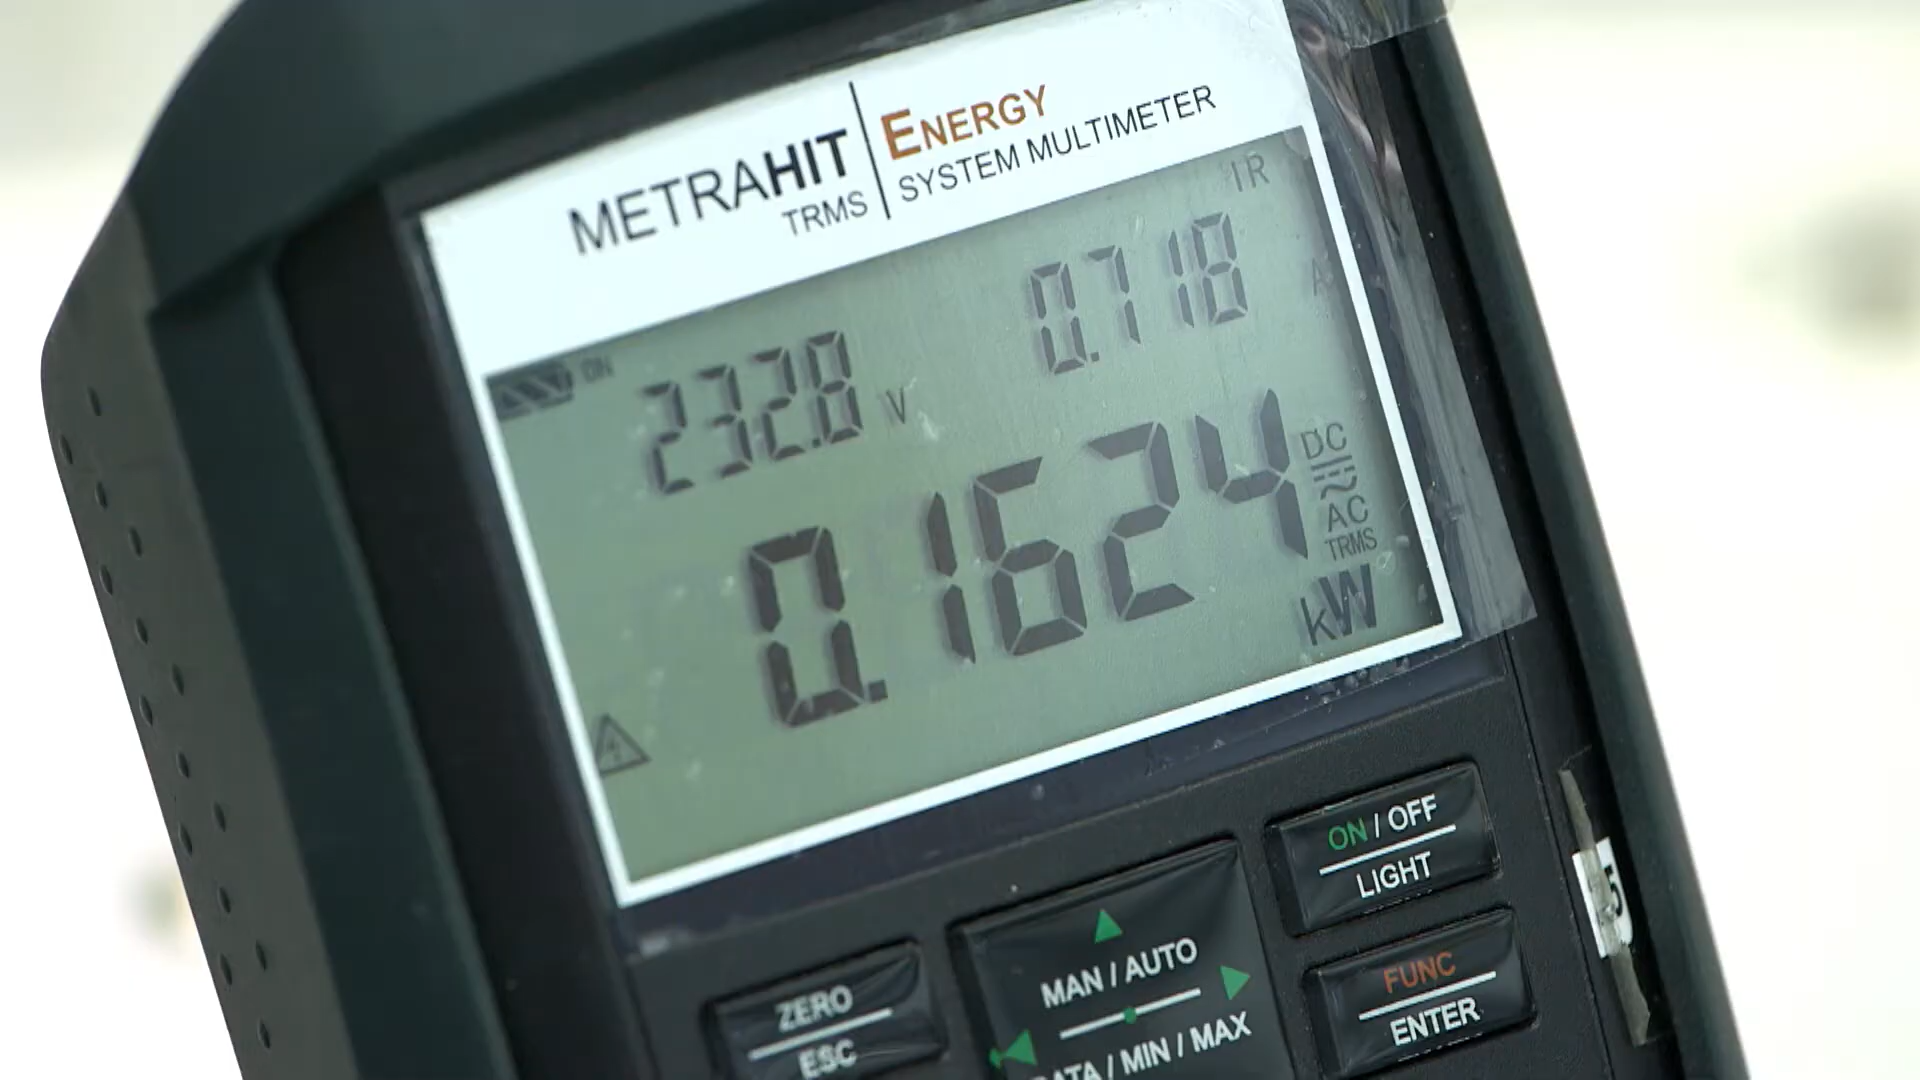 METRAHIT
TRMS
ENERGY
SYSTEM MULTIMETER
IR
ON
232.8 V
0.718 A
0.1624
DC
AC
TRMS
kW
ON / OFF
LIGHT
ZERO
ESC
MAN / AUTO
DATA / MIN / MAX
FUNC
ENTER
5